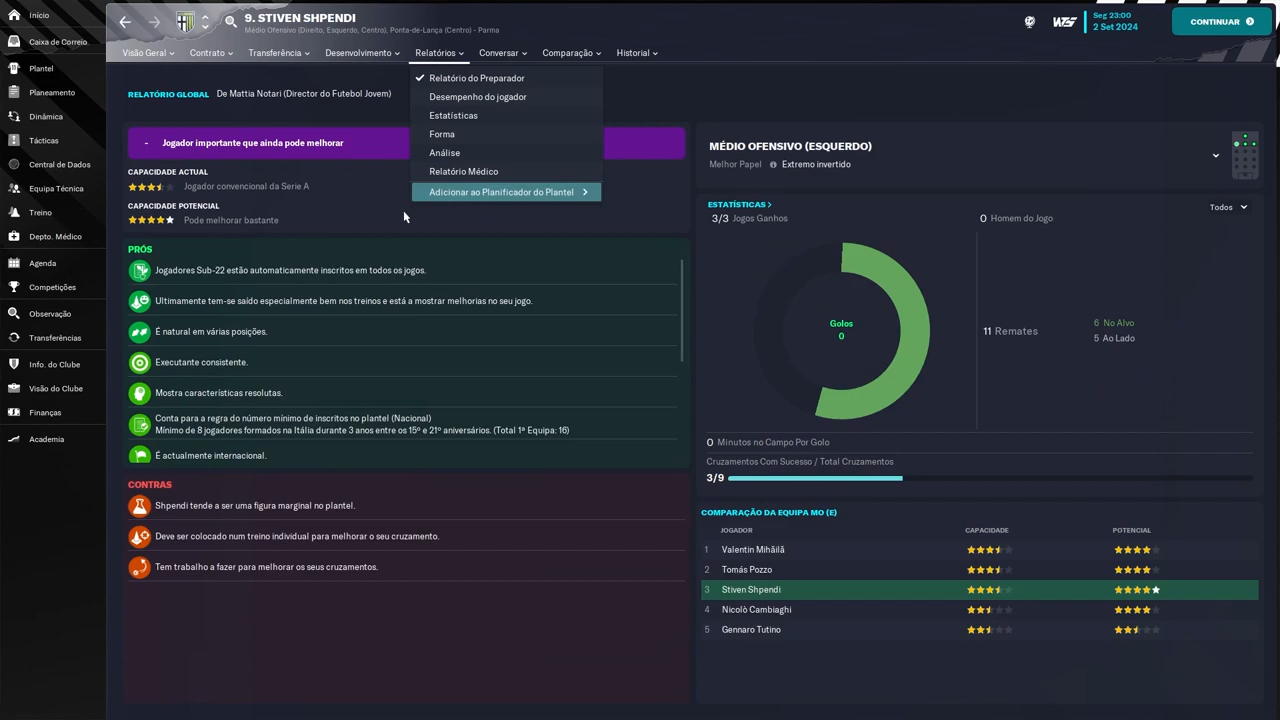 Início
Caixa de Correio
Plantel
Planeamento
Dinâmica
Tácticas
Central de Dados
Equipa Técnica
Treino
Depto. Médico
Agenda
Competições
Observação
Transferências
Info. do Clube
Visão do Clube
Finanças
Academia
9. STIVEN SHPENDI
Médio Ofensivo (Direito, Esquerdo, Centro), Ponta-de-Lança (Centro) - Parma
Seg 23:00
2 Set 2024
CONTINUAR
Visão Geral
Contrato
Transferência
Desenvolvimento
Relatórios
Conversar
Comparação
Historial
Relatório do Preparador
Desempenho do jogador
Estatísticas
Forma
Análise
Relatório Médico
Adicionar ao Planificador do Plantel
RELATÓRIO GLOBAL De Mattia Notari (Director do Futebol Jovem)
- Jogador importante que ainda pode melhorar
CAPACIDADE ACTUAL
Jogador convencional da Serie A
CAPACIDADE POTENCIAL
Pode melhorar bastante
PRÓS
Jogadores Sub-22 estão automaticamente inscritos em todos os jogos.
Ultimamente tem-se saído especialmente bem nos treinos e está a mostrar melhorias no seu jogo.
É natural em várias posições.
Executante consistente.
Mostra características resolutas.
Conta para a regra do número mínimo de inscritos no plantel (Nacional)
Mínimo de 8 jogadores formados na Itália durante 3 anos entre os 15º e 21º aniversários. (Total 1ª Equipa: 16)
É actualmente internacional.
CONTRAS
Shpendi tende a ser uma figura marginal no plantel.
Deve ser colocado num treino individual para melhorar o seu cruzamento.
Tem trabalho a fazer para melhorar os seus cruzamentos.
MÉDIO OFENSIVO (ESQUERDO)
Melhor Papel Extremo invertido
ESTATÍSTICAS
Todos
3/3 Jogos Ganhos
0 Homem do Jogo
Golos
0
11 Remates
6 No Alvo
5 Ao Lado
0 Minutos no Campo Por Golo
Cruzamentos Com Sucesso / Total Cruzamentos
3/9
COMPARAÇÃO DA EQUIPA MO (E)
JOGADOR CAPACIDADE POTENCIAL
1 Valentin Mihăilă
2 Tomás Pozzo
3 Stiven Shpendi
4 Nicolò Cambiaghi
5 Gennaro Tutino